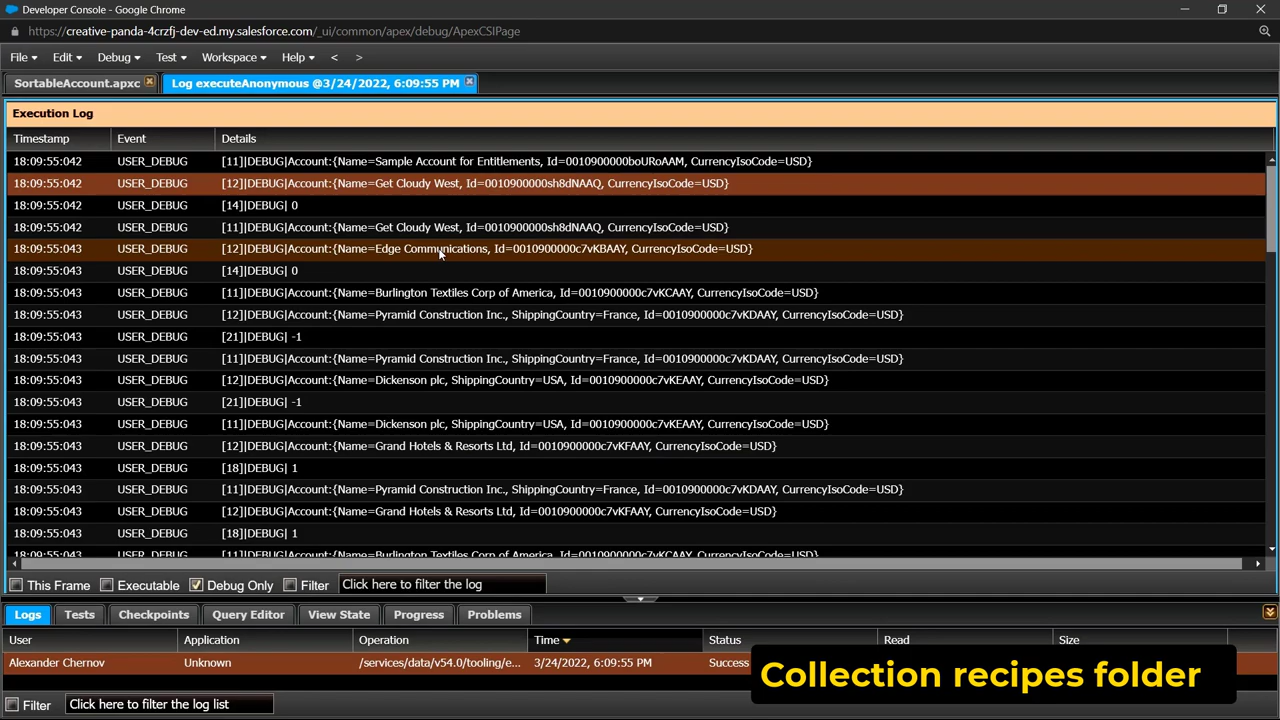 Developer Console - Google Chrome
https://creative-panda-4crzfj-dev-ed.my.salesforce.com/_ui/common/apex/debug/ApexCSIPage
File Edit Debug Test Workspace Help < >
SortableAccount.apxc Log executeAnonymous @3/24/2022, 6:09:55 PM
Execution Log
Timestamp Event Details
18:09:55:042 USER_DEBUG [11]|DEBUG|Account:{Name=Sample Account for Entitlements, Id=0010900000boURoAAM, CurrencyIsoCode=USD}
18:09:55:042 USER_DEBUG [12]|DEBUG|Account:{Name=Get Cloudy West, Id=0010900000sh8dNAAQ, CurrencyIsoCode=USD}
18:09:55:042 USER_DEBUG [14]|DEBUG| 0
18:09:55:042 USER_DEBUG [11]|DEBUG|Account:{Name=Get Cloudy West, Id=0010900000sh8dNAAQ, CurrencyIsoCode=USD}
18:09:55:043 USER_DEBUG [12]|DEBUG|Account:{Name=Edge Communications, Id=0010900000c7vKBAAY, CurrencyIsoCode=USD}
18:09:55:043 USER_DEBUG [14]|DEBUG| 0
18:09:55:043 USER_DEBUG [11]|DEBUG|Account:{Name=Burlington Textiles Corp of America, Id=0010900000c7vKCAAY, CurrencyIsoCode=USD}
18:09:55:043 USER_DEBUG [12]|DEBUG|Account:{Name=Pyramid Construction Inc., ShippingCountry=France, Id=0010900000c7vKDAAY, CurrencyIsoCode=USD}
18:09:55:043 USER_DEBUG [21]|DEBUG| -1
18:09:55:043 USER_DEBUG [11]|DEBUG|Account:{Name=Pyramid Construction Inc., ShippingCountry=France, Id=0010900000c7vKDAAY, CurrencyIsoCode=USD}
18:09:55:043 USER_DEBUG [12]|DEBUG|Account:{Name=Dickenson plc, ShippingCountry=USA, Id=0010900000c7vKEAAY, CurrencyIsoCode=USD}
18:09:55:043 USER_DEBUG [21]|DEBUG| -1
18:09:55:043 USER_DEBUG [11]|DEBUG|Account:{Name=Dickenson plc, ShippingCountry=USA, Id=0010900000c7vKEAAY, CurrencyIsoCode=USD}
18:09:55:043 USER_DEBUG [12]|DEBUG|Account:{Name=Grand Hotels & Resorts Ltd, Id=0010900000c7vKFAAY, CurrencyIsoCode=USD}
18:09:55:043 USER_DEBUG [18]|DEBUG| 1
18:09:55:043 USER_DEBUG [11]|DEBUG|Account:{Name=Pyramid Construction Inc., ShippingCountry=France, Id=0010900000c7vKDAAY, CurrencyIsoCode=USD}
18:09:55:043 USER_DEBUG [12]|DEBUG|Account:{Name=Grand Hotels & Resorts Ltd, Id=0010900000c7vKFAAY, CurrencyIsoCode=USD}
18:09:55:043 USER_DEBUG [18]|DEBUG| 1
18:09:55:043 USER_DEBUG [11]|DEBUG|Account:{Name=Burlington Textiles Corp of America, Id=0010900000c7vKCAAY, CurrencyIsoCode=USD}
This Frame Executable Debug Only Filter Click here to filter the log
Logs Tests Checkpoints Query Editor View State Progress Problems
User Application Operation Time Status Read Size
Alexander Chernov Unknown /services/data/v54.0/tooling/e... 3/24/2022, 6:09:55 PM Success
Collection recipes folder
Filter Click here to filter the log list